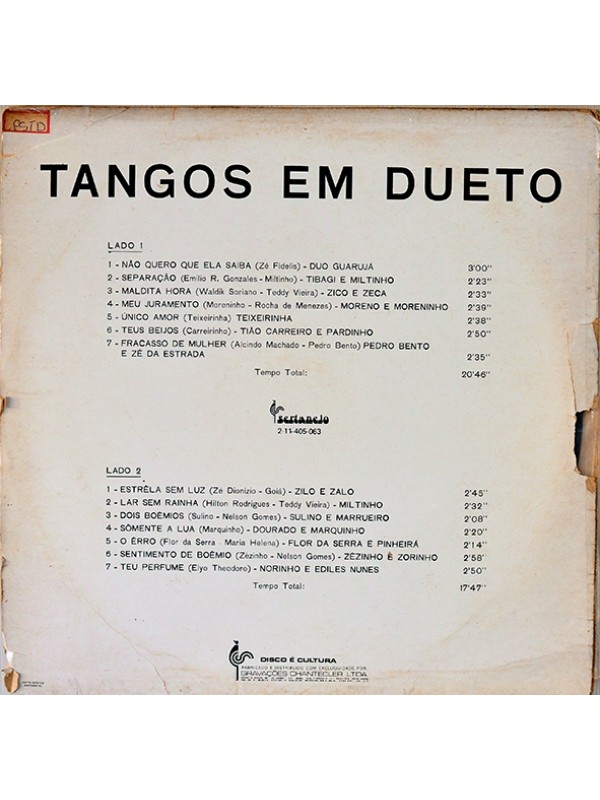 TANGOS EM DUETO
LADO 1
1 - NÃO QUERO QUE ELA SAIBA (Zé Fidelis) - DUO GUARUJÁ 3'00''
2 - SEPARAÇÃO (Emílio R. Gonzales - Miltinho) - TIBAGI E MILTINHO 2'23''
3 - MALDITA HORA (Waldik Soriano - Teddy Vieira) - ZICO E ZECA 2'33''
4 - MEU JURAMENTO (Moreninho - Rocha de Menezes) - MORENO E MORENINHO 2'39''
5 - ÚNICO AMOR (Teixeirinha) TEIXEIRINHA 2'38''
6 - TEUS BEIJOS (Carreirinho) - TIÃO CARREIRO E PARDINHO 2'50''
7 - FRACASSO DE MULHER (Alcindo Machado - Pedro Bento) PEDRO BENTO
E ZÉ DA ESTRADA 2'35''
Tempo Total: 20'46''
sertanejo
2-11-405-063
LADO 2
1 - ESTRÊLA SEM LUZ (Zé Dionízio - Goiá) - ZILO E ZALO 2'45''
2 - LAR SEM RAINHA (Hilton Rodrigues - Teddy Vieira) - MILTINHO 2'32''
3 - DOIS BOÊMIOS (Sulino - Nelson Gomes) - SULINO E MARRUEIRO 2'08''
4 - SÒMENTE A LUA (Marquinho) - DOURADO E MARQUINHO 2'20''
5 - O ÊRRO (Flor da Serra - Maria Helena) - FLOR DA SERRA E PINHEIRÁ 2'14''
6 - SENTIMENTO DE BOÊMIO (Zézinho - Nelson Gomes) - ZÉZINHO E ZORINHO 2'58''
7 - TEU PERFUME (Elyo Theodoro) - NORINHO E EDILES NUNES 2'50''
Tempo Total: 17'47''
DISCO É CULTURA
FABRICADO E DISTRIBUIDO COM EXCLUSIVIDADE POR:
GRAVAÇÕES CHANTECLER LTDA.